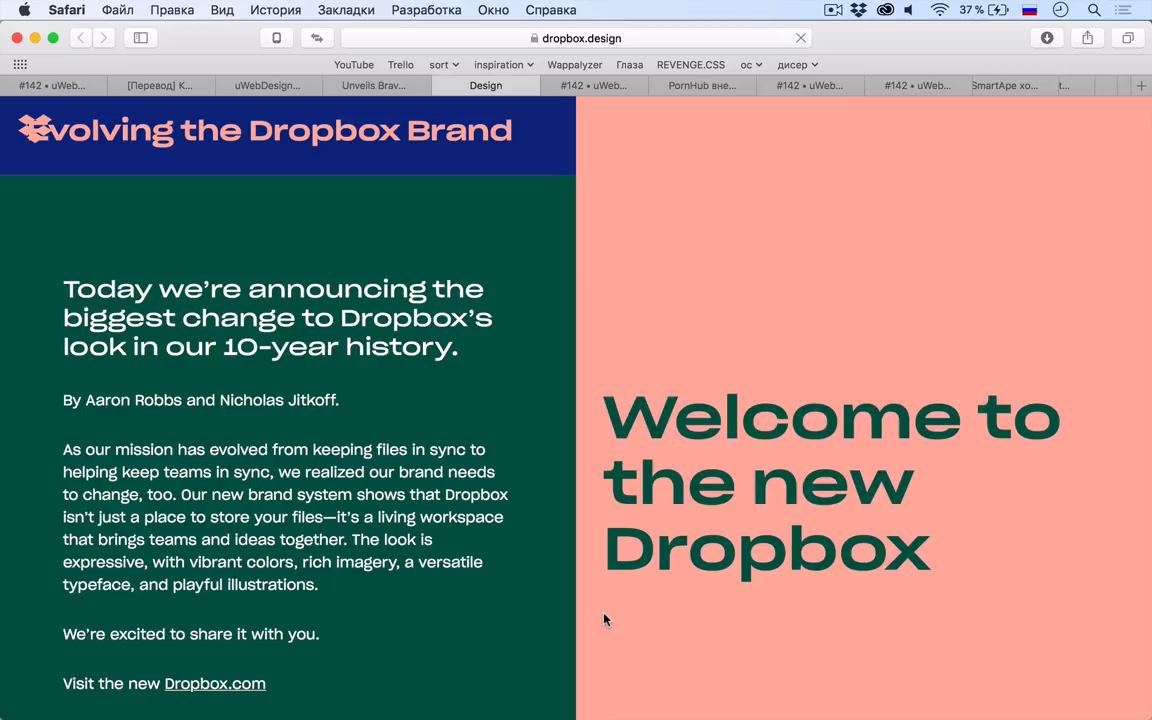 Safari Файл Правка Вид История Закладки Разработка Окно Справка 37 %
dropbox.design
YouTube Trello sort inspiration Wappalyzer Глаза REVENGE.CSS ос дисер
#142 • uWeb... [Перевод] К... uWebDesign... Unveils Brav... Design #142 • uWeb... PornHub вне... #142 • uWeb... #142 • uWeb... SmartApe хо... т...
Evolving the Dropbox Brand
Today we’re announcing the
biggest change to Dropbox’s
look in our 10-year history.
By Aaron Robbs and Nicholas Jitkoff.
As our mission has evolved from keeping files in sync to
helping keep teams in sync, we realized our brand needs
to change, too. Our new brand system shows that Dropbox
isn’t just a place to store your files—it’s a living workspace
that brings teams and ideas together. The look is
expressive, with vibrant colors, rich imagery, a versatile
typeface, and playful illustrations.
We’re excited to share it with you.
Visit the new Dropbox.com
Welcome to
the new
Dropbox